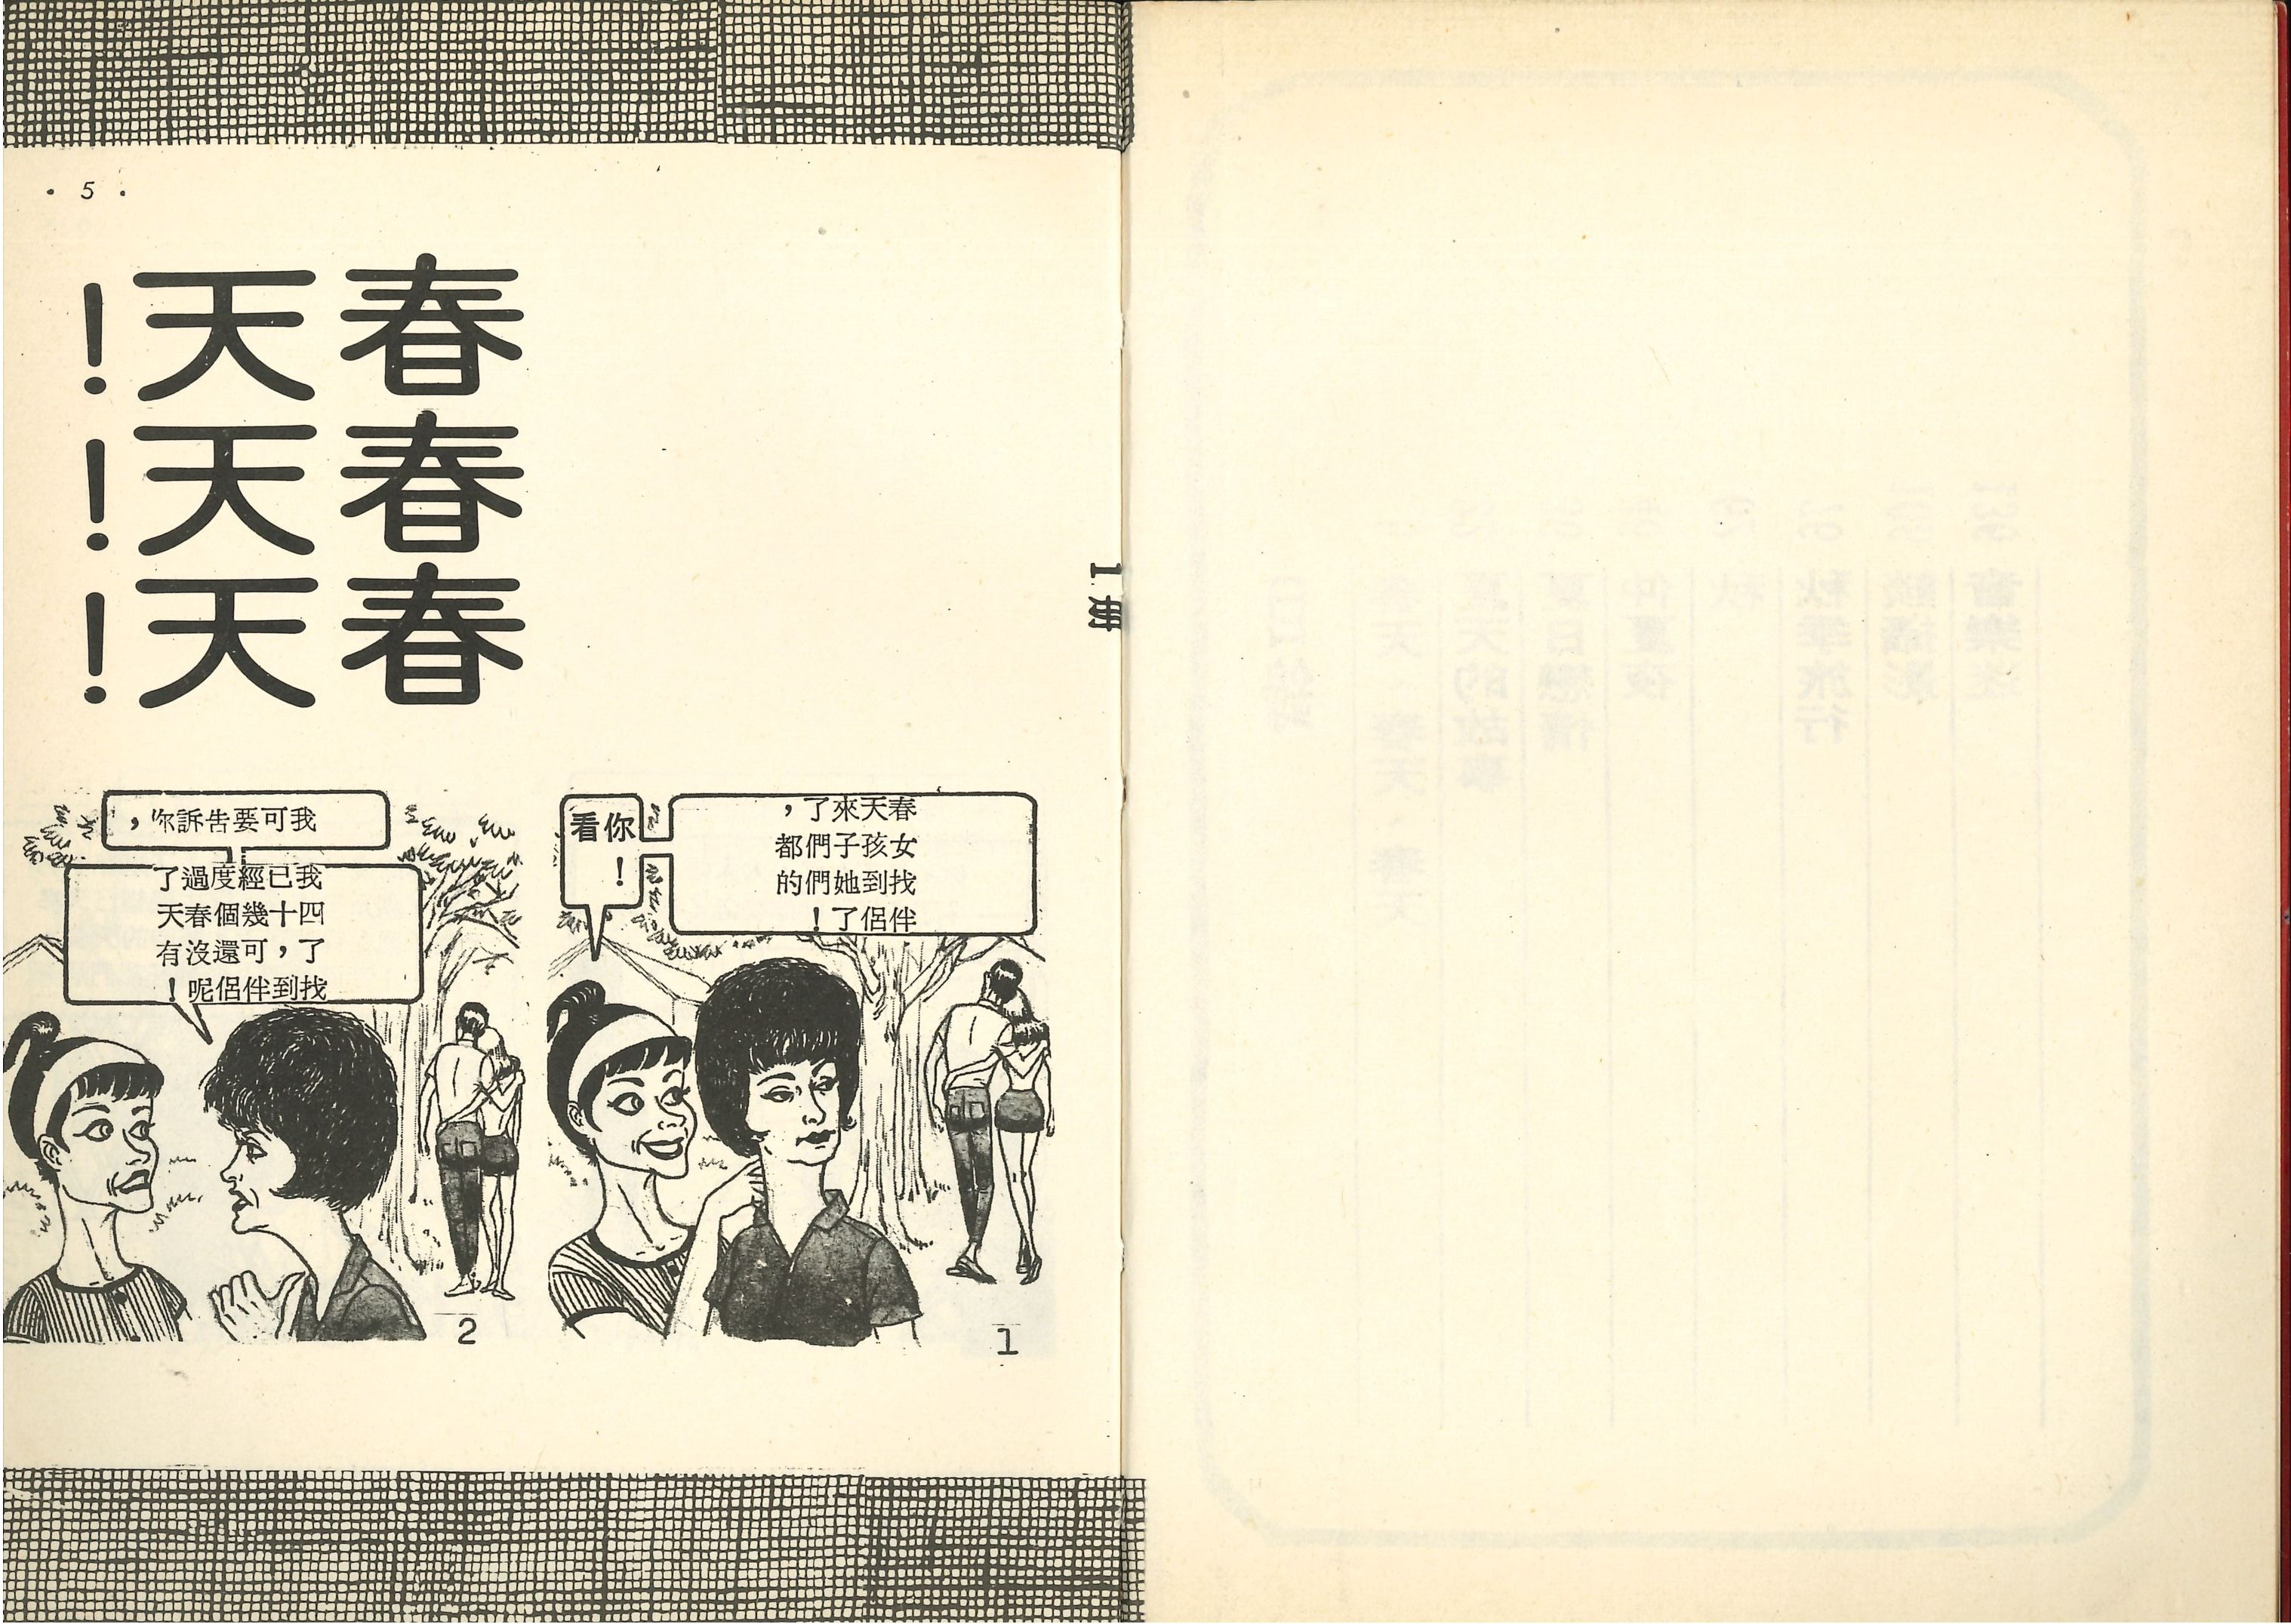 · 5 ·
春天！
春天！
春天！
1 冊
你看
！
春天來了，
女孩子們都
找到她們的
伴侶了！
1
我可要告訴你，
我已經度過了
四十幾個春天
了，可還沒有
找到伴侶呢！
2